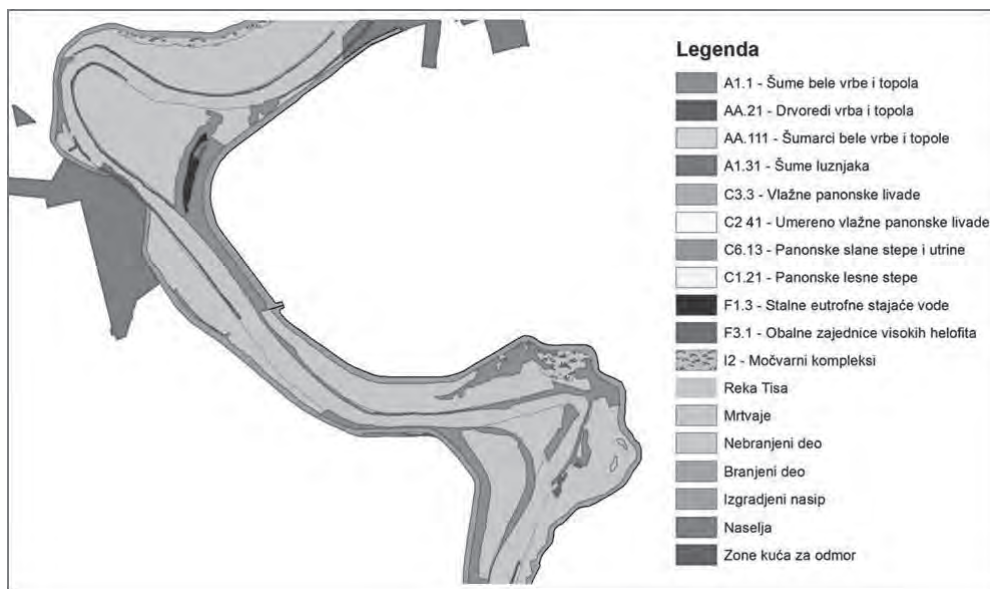 Legenda
A1.1 - Šume bele vrbe i topola
AA.21 - Drvoredi vrba i topola
AA.111 - Šumarci bele vrbe i topole
A1.31 - Šume luznjaka
C3.3 - Vlažne panonske livade
C2 41 - Umereno vlažne panonske livade
C6.13 - Panonske slane stepe i utrine
C1.21 - Panonske lesne stepe
F1.3 - Stalne eutrofne stajaće vode
F3.1 - Obalne zajednice visokih helofita
I2 - Močvarni kompleksi
Reka Tisa
Mrtvaje
Nebranjeni deo
Branjeni deo
Izgradjeni nasip
Naselja
Zone kuća za odmor